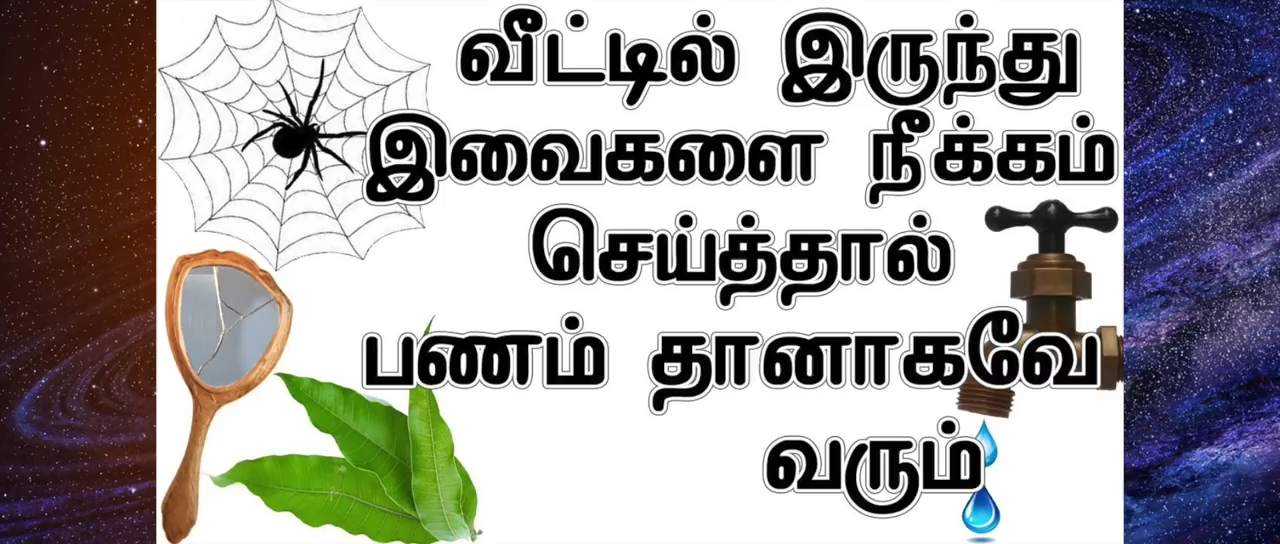 வீட்டில் இருந்து
இவைகளை நீக்கம்
செய்த்தால்
பணம் தானாகவே
வரும்